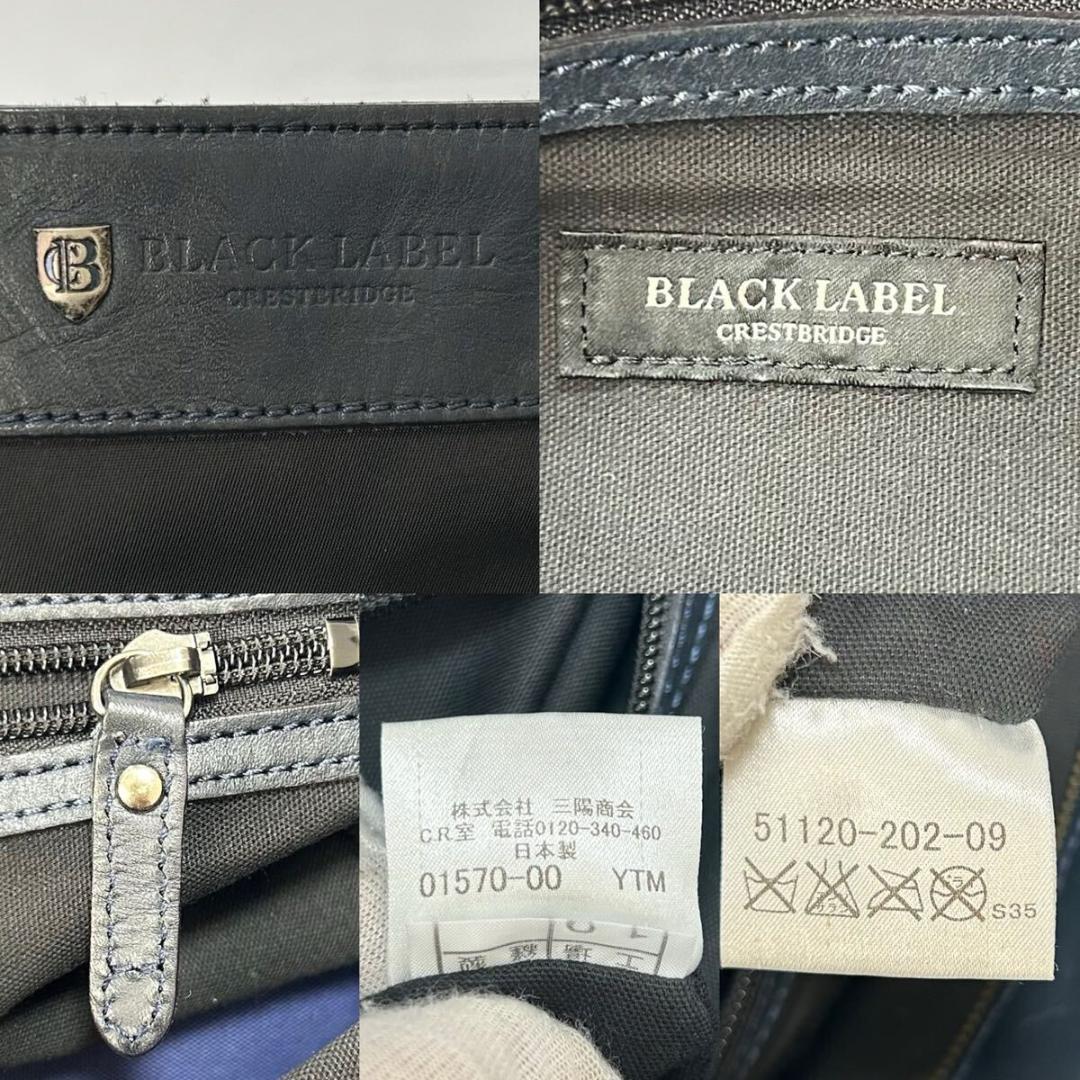 CB
BLACK LABEL
CRESTBRIDGE
BLACK LABEL
CRESTBRIDGE
株式会社 三陽商会
C.R室 電話0120-340-460
日本製
01570-00 YTM
51120-202-09
S35